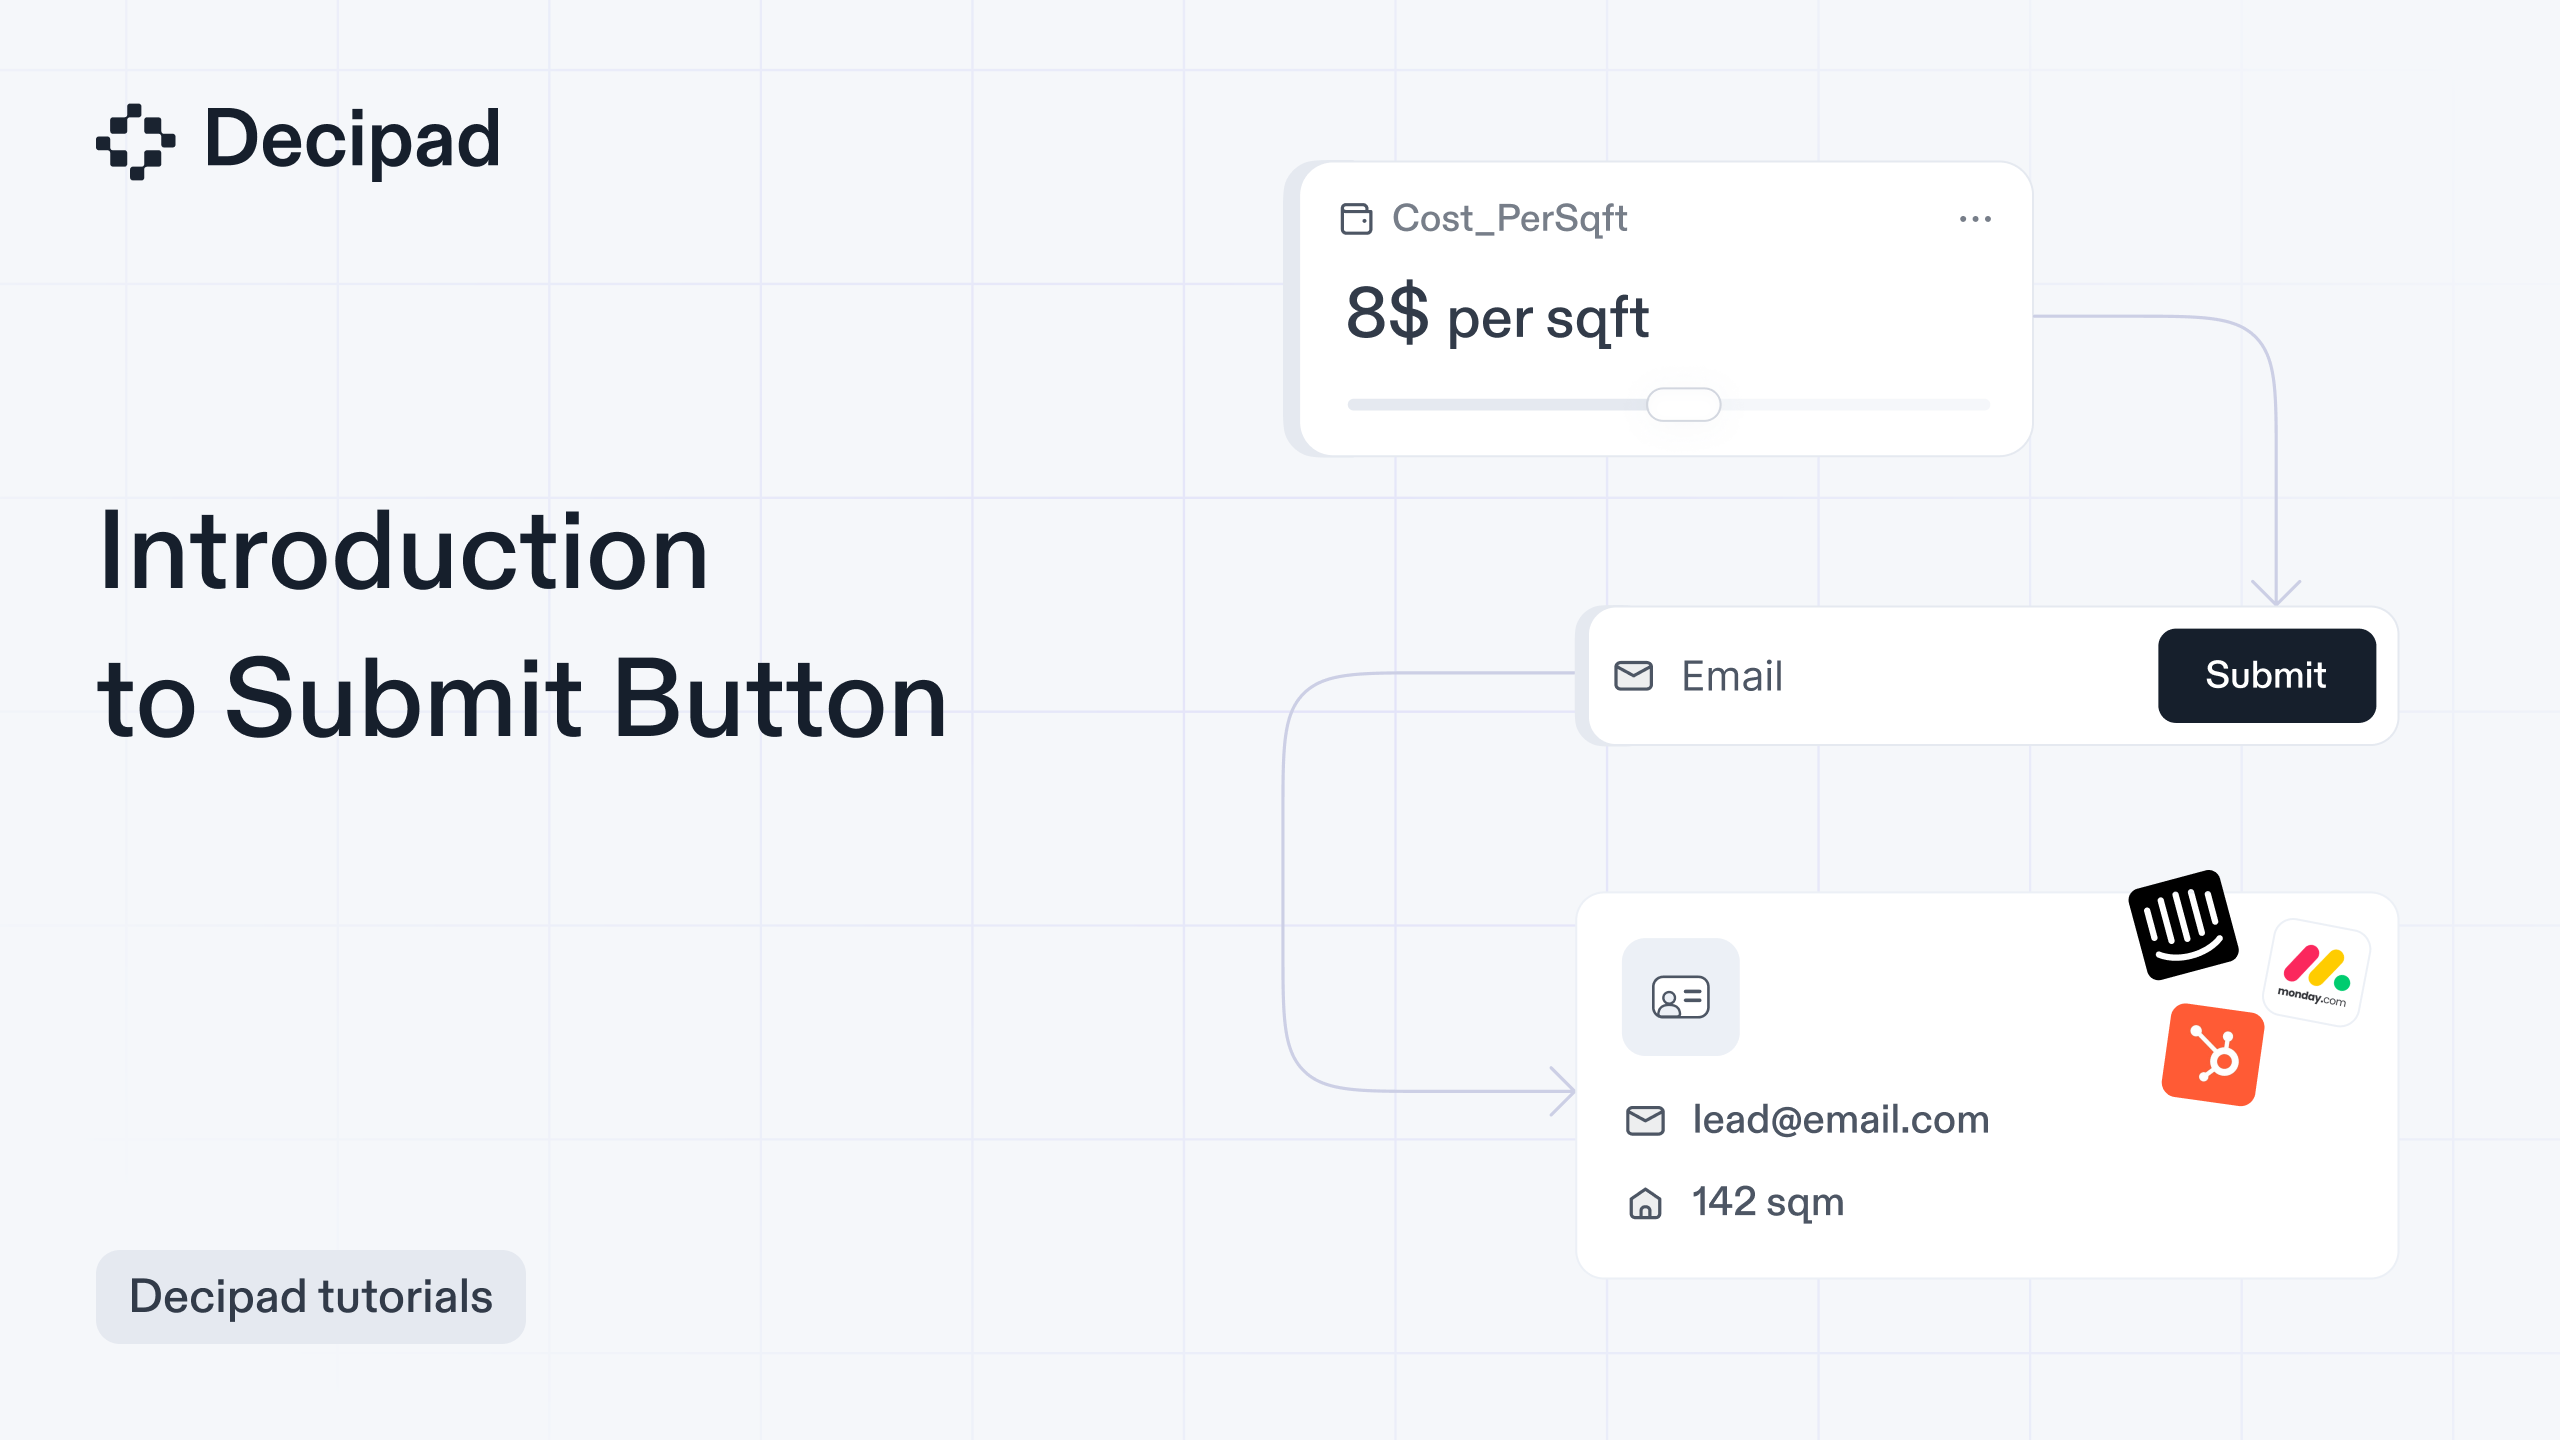 Decipad
Introduction
to Submit Button
Decipad tutorials
Cost_PerSqft
8$ per sqft
Email
Submit
monday.com
lead@email.com
142 sqm